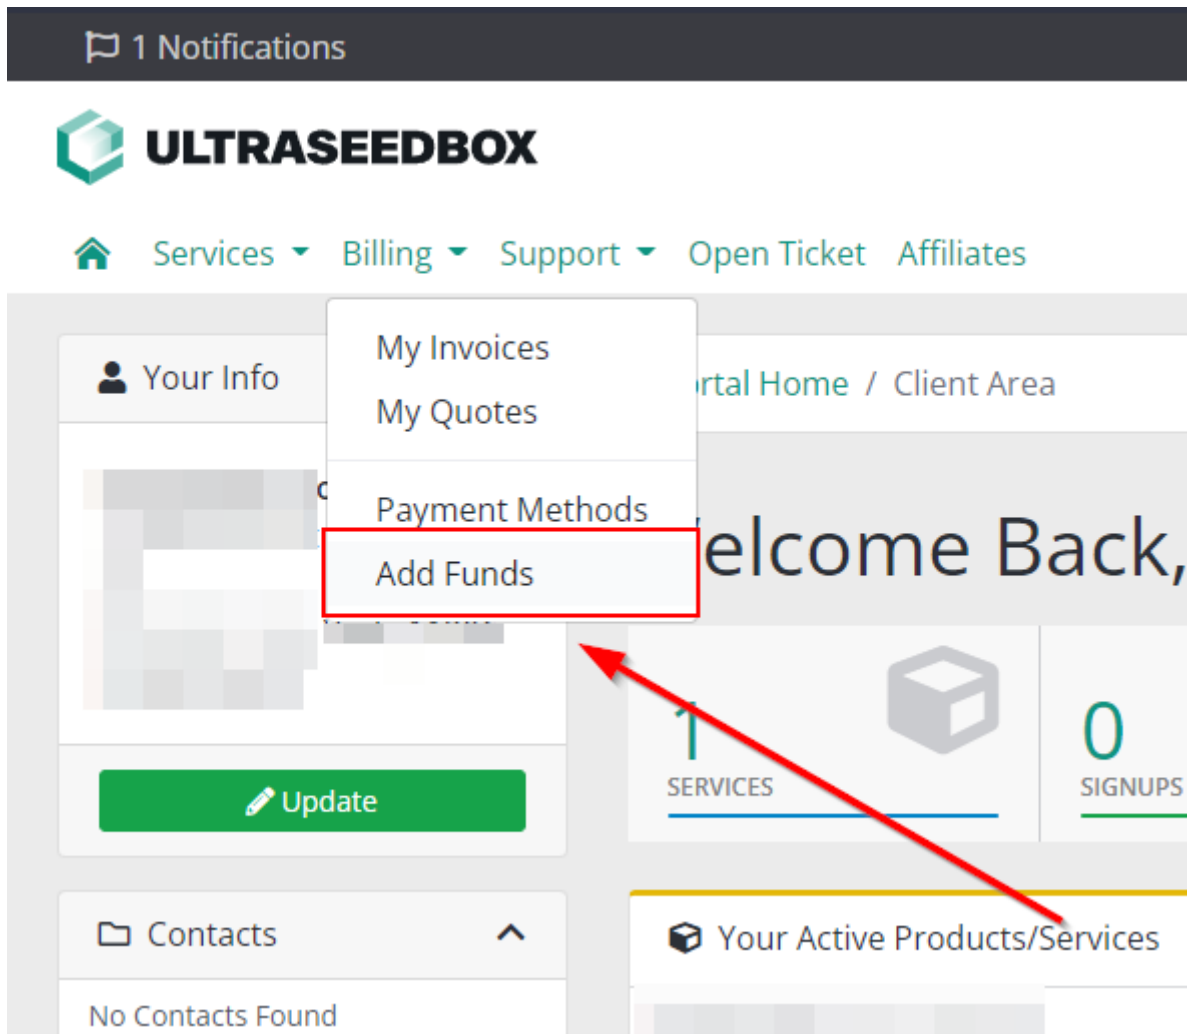 1 Notifications
ULTRASEEDBOX
Services Billing Support Open Ticket Affiliates
Your Info
My Invoices
My Quotes
Payment Methods
Add Funds
rtal Home / Client Area
elcome Back,
1
SERVICES
0
SIGNUPS
Update
Contacts
No Contacts Found
Your Active Products/Services